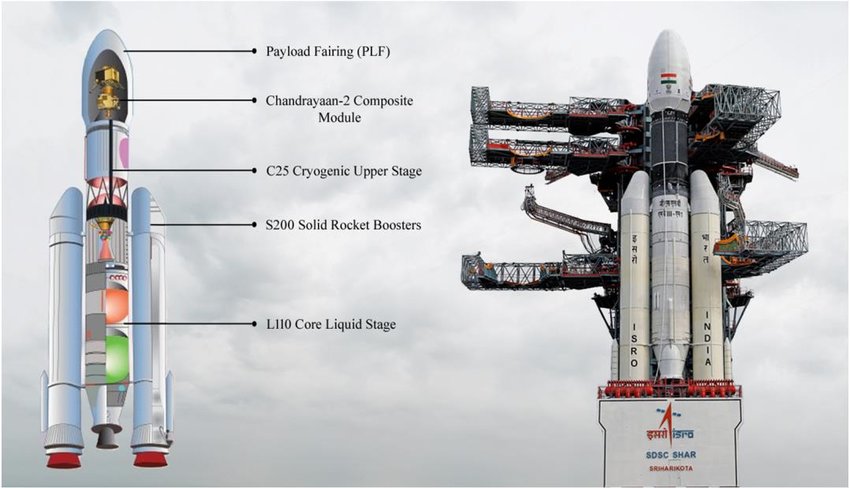 Payload Fairing (PLF)
Chandrayaan-2 Composite
Module
C25 Cryogenic Upper Stage
S200 Solid Rocket Boosters
L110 Core Liquid Stage
इसरो
भारत
ISRO
INDIA
इसरो isro
SDSC SHAR
SRIHARIKOTA